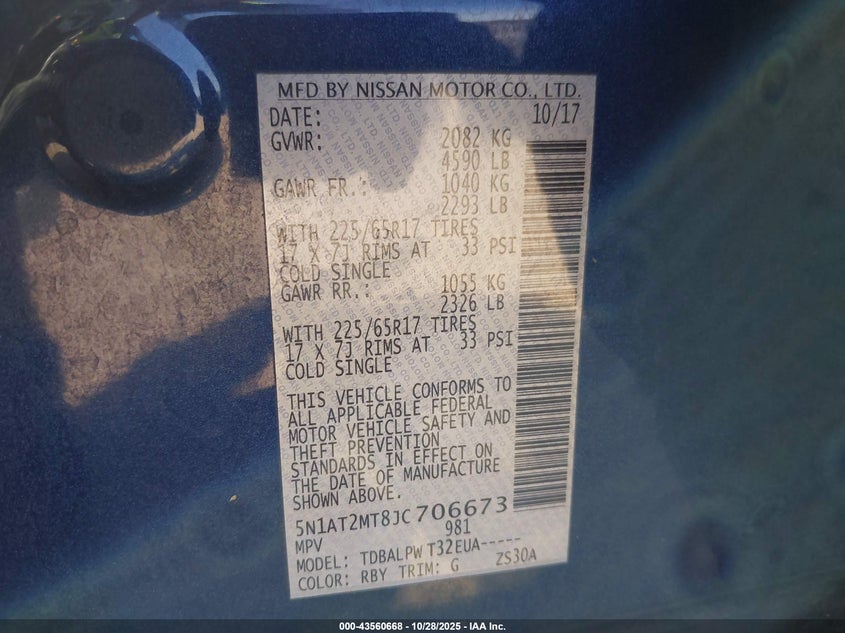 MFD BY NISSAN MOTOR CO., LTD.
DATE: 10/17
GVWR: 2082 KG
4590 LB
GAWR FR.: 1040 KG
2293 LB
WITH 225/65R17 TIRES
17 X 7J RIMS AT 33 PSI
COLD SINGLE
GAWR RR.: 1055 KG
2326 LB
WITH 225/65R17 TIRES
17 X 7J RIMS AT 33 PSI
COLD SINGLE
THIS VEHICLE CONFORMS TO
ALL APPLICABLE FEDERAL
MOTOR VEHICLE SAFETY AND
THEFT PREVENTION
STANDARDS IN EFFECT ON
THE DATE OF MANUFACTURE
SHOWN ABOVE.
5N1AT2MT8JC706673
MPV 981
MODEL: TDBALPW T32EUA-----
COLOR: RBY TRIM: G ZS30A
000-43560668 - 10/28/2025 - IAA Inc.